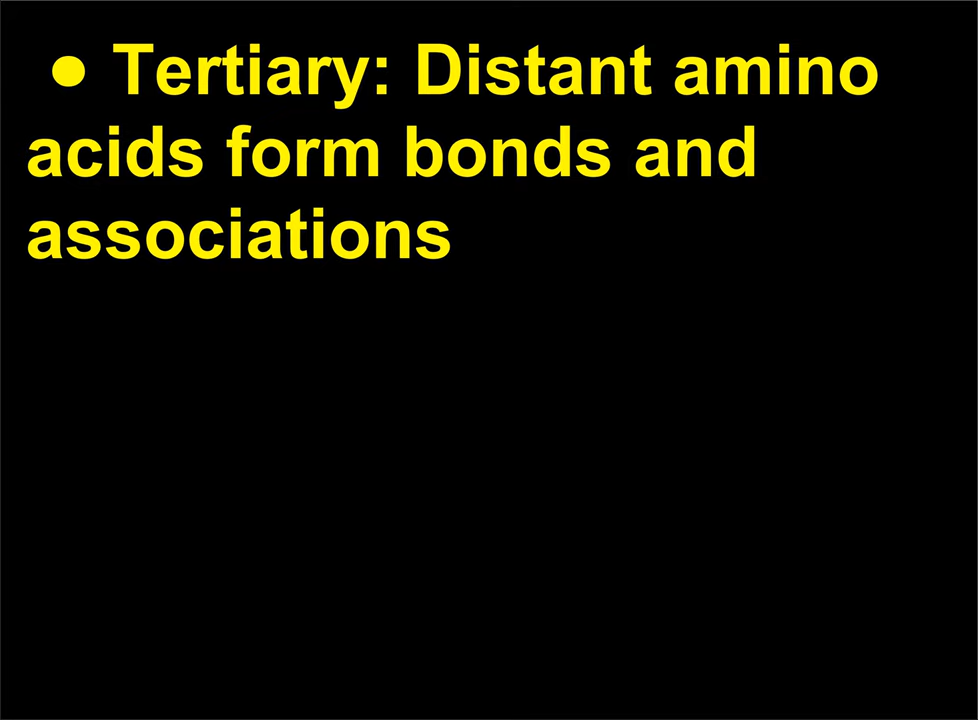 ● Tertiary: Distant amino
acids form bonds and
associations